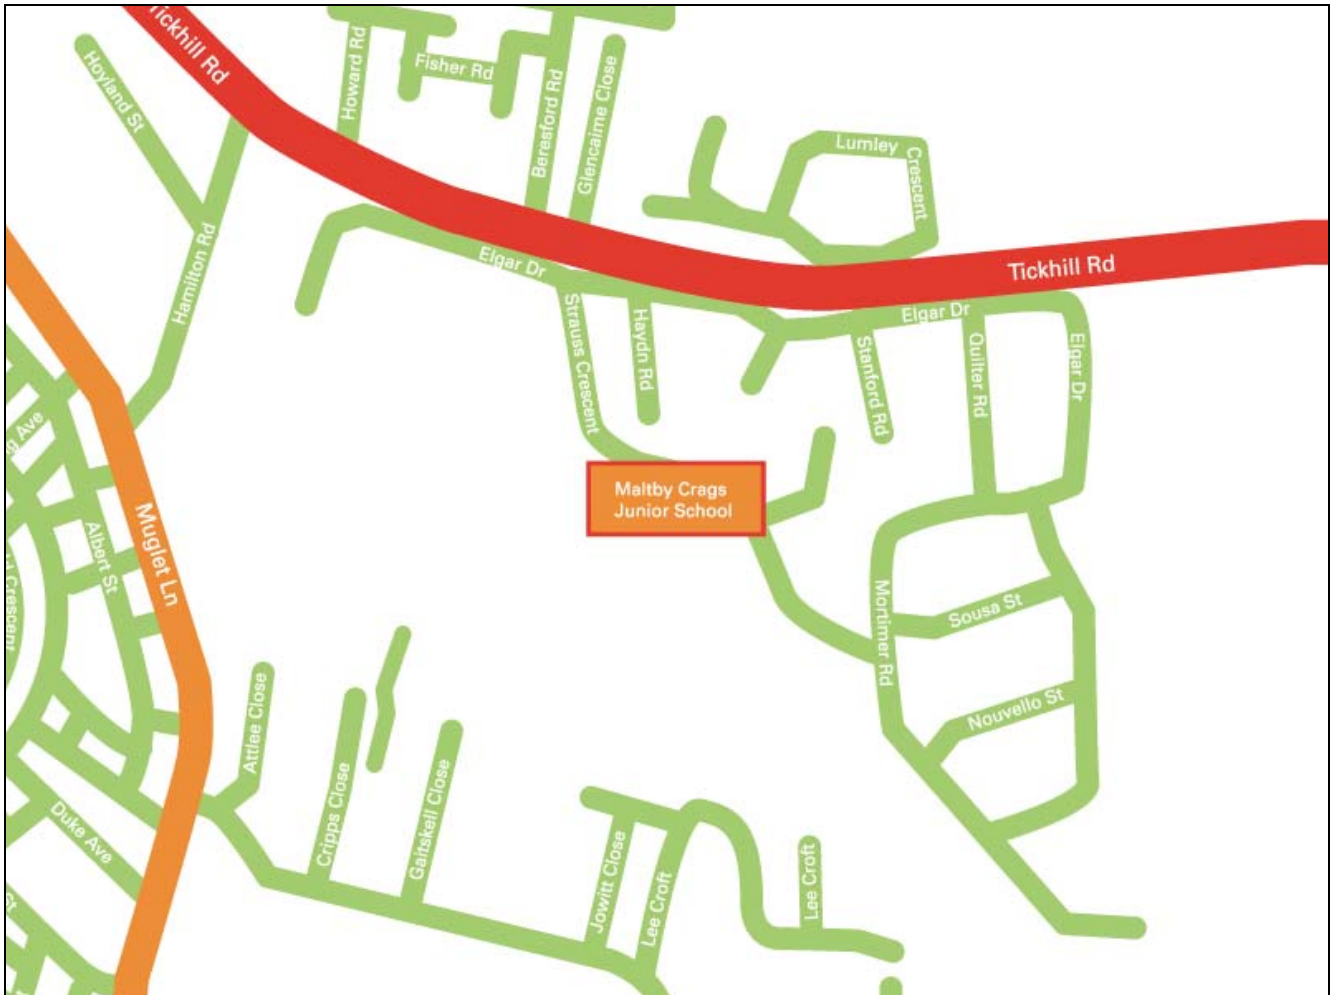 Tickhill Rd
Hoyland St
Howard Rd
Fisher Rd
Beresford Rd
Glencairne Close
Lumley
Crescent
Hamilton Rd
Elgar Dr
Tickhill Rd
Strauss Crescent
Haydn Rd
Elgar Dr
Stanford Rd
Quilter Rd
Elgar Dr
g Ave
Maltby Crags
Junior School
Muglet Ln
Albert St
Crescent
Mortimer Rd
Sousa St
Nouvello St
Attlee Close
Cripps Close
Gaitskell Close
Duke Ave
Jowitt Close
Lee Croft
Lee Croft
St